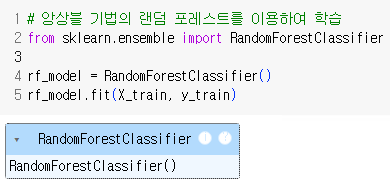 1 # 앙상블 기법의 랜덤 포레스트를 이용하여 학습
2 from sklearn.ensemble import RandomForestClassifier
3
4 rf_model = RandomForestClassifier()
5 rf_model.fit(X_train, y_train)
RandomForestClassifier
RandomForestClassifier()